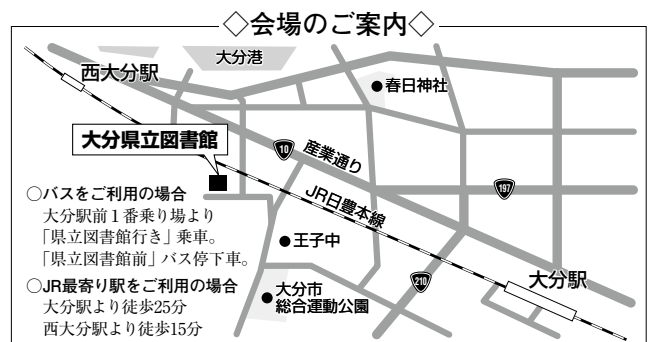 ◇会場のご案内◇
大分港
西大分駅
●春日神社
大分県立図書館
10
産業通り
197
JR日豊本線
○バスをご利用の場合
大分駅前1番乗り場より
「県立図書館行き」乗車。
「県立図書館前」バス停下車。
●王子中
大分駅
210
○JR最寄り駅をご利用の場合
大分駅より徒歩25分
西大分駅より徒歩15分
●大分市
総合運動公園